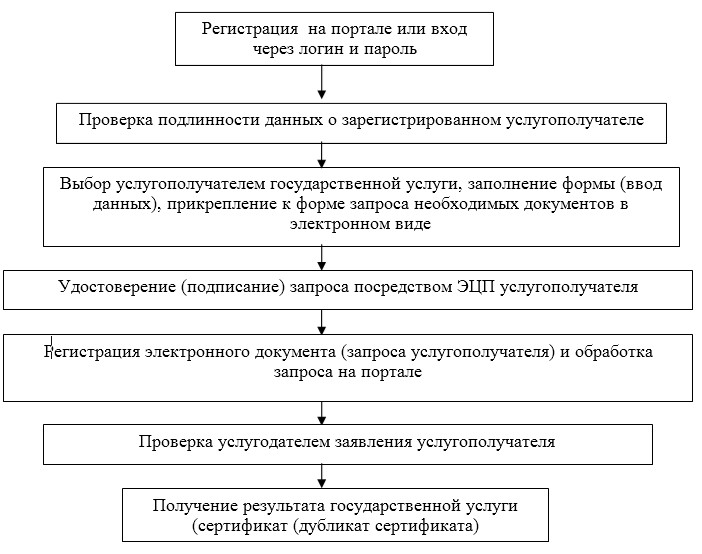 Регистрация на портале или вход
через логин и пароль
Проверка подлинности данных о зарегистрированном услугополучателе
Выбор услугополучателем государственной услуги, заполнение формы (ввод
данных), прикрепление к форме запроса необходимых документов в
электронном виде
Удостоверение (подписание) запроса посредством ЭЦП услугополучателя
Регистрация электронного документа (запроса услугополучателя) и обработка
запроса на портале
Проверка услугодателем заявления услугополучателя
Получение результата государственной услуги
(сертификат (дубликат сертификата)